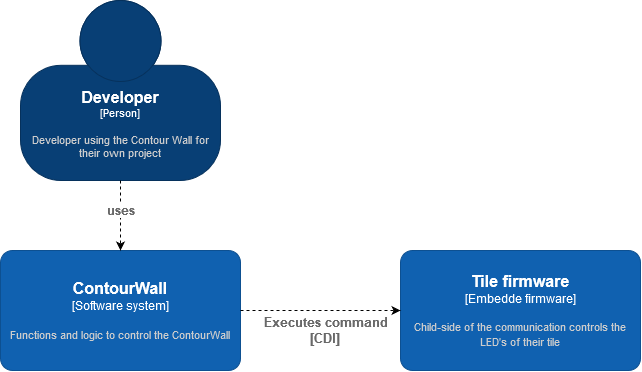 Developer
[Person]
Developer using the Contour Wall for
their own project
uses
ContourWall
[Software system]
Functions and logic to control the ContourWall
Executes command
[CDI]
Tile firmware
[Embedde firmware]
Child-side of the communication controls the
LED's of their tile